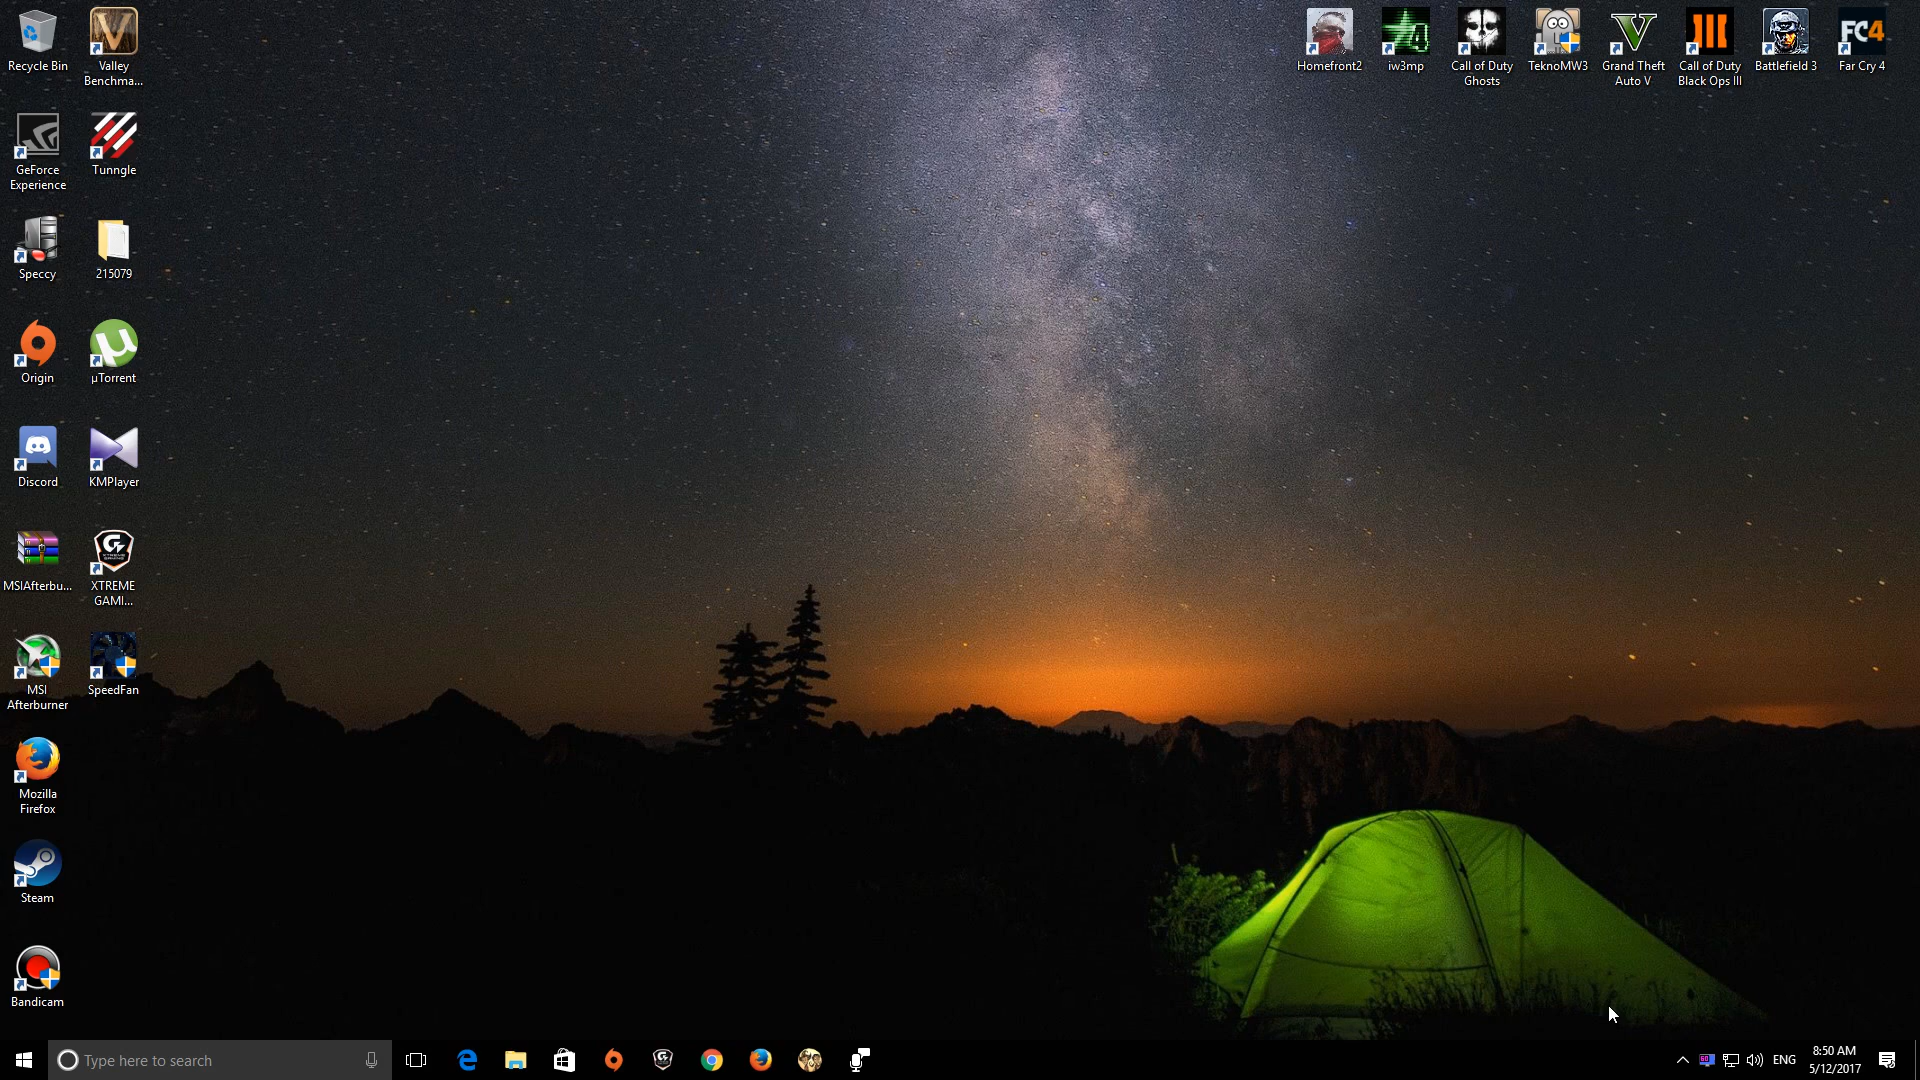 Recycle Bin
Valley
Benchma...
GeForce
Experience
Tunngle
Speccy
215079
Origin
µTorrent
Discord
KMPlayer
MSIAfterbu...
XTREME
GAMI...
MSI
Afterburner
SpeedFan
Mozilla
Firefox
Steam
Bandicam
Homefront2
iw3mp
Call of Duty
Ghosts
TeknoMW3
Grand Theft
Auto V
Call of Duty
Black Ops III
Battlefield 3
FC4
Far Cry 4
Type here to search
60
ENG
8:50 AM
5/12/2017